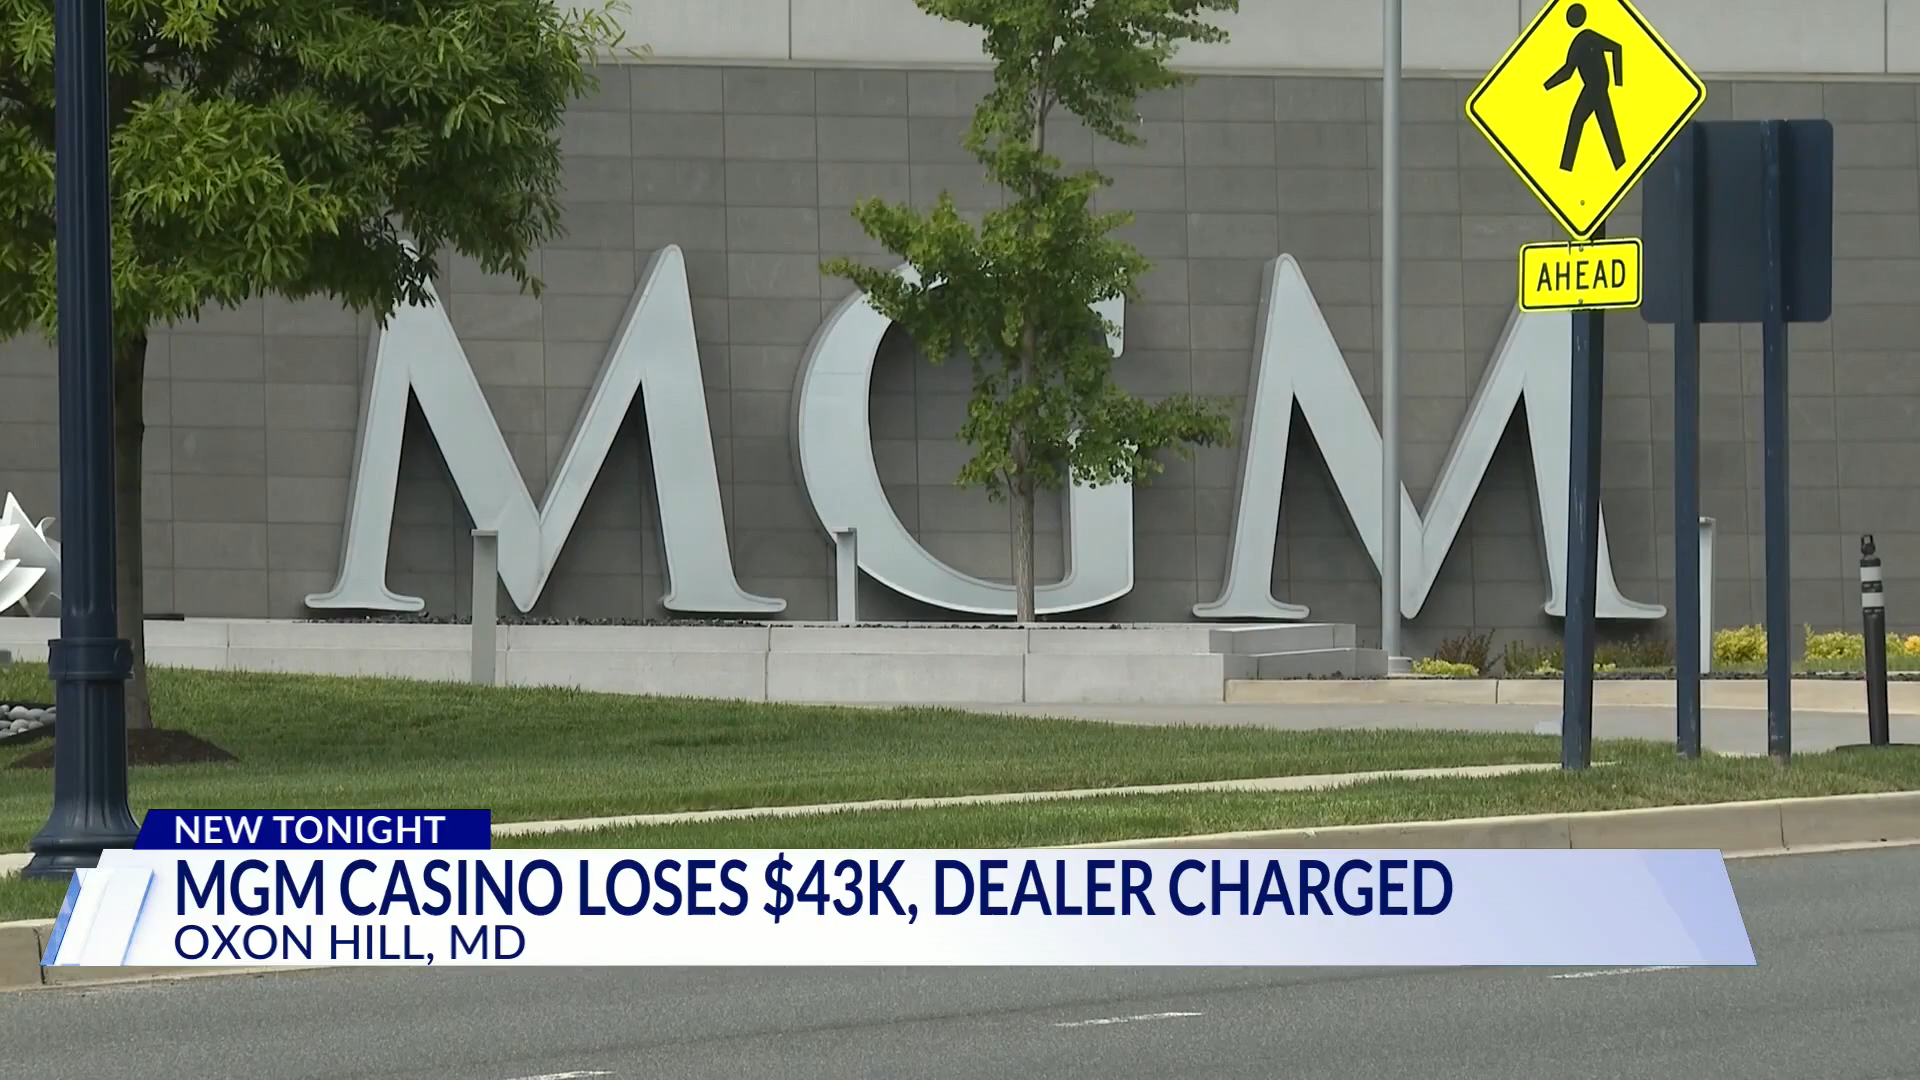 MGM
AHEAD
NEW TONIGHT
MGM CASINO LOSES $43K, DEALER CHARGED
OXON HILL, MD